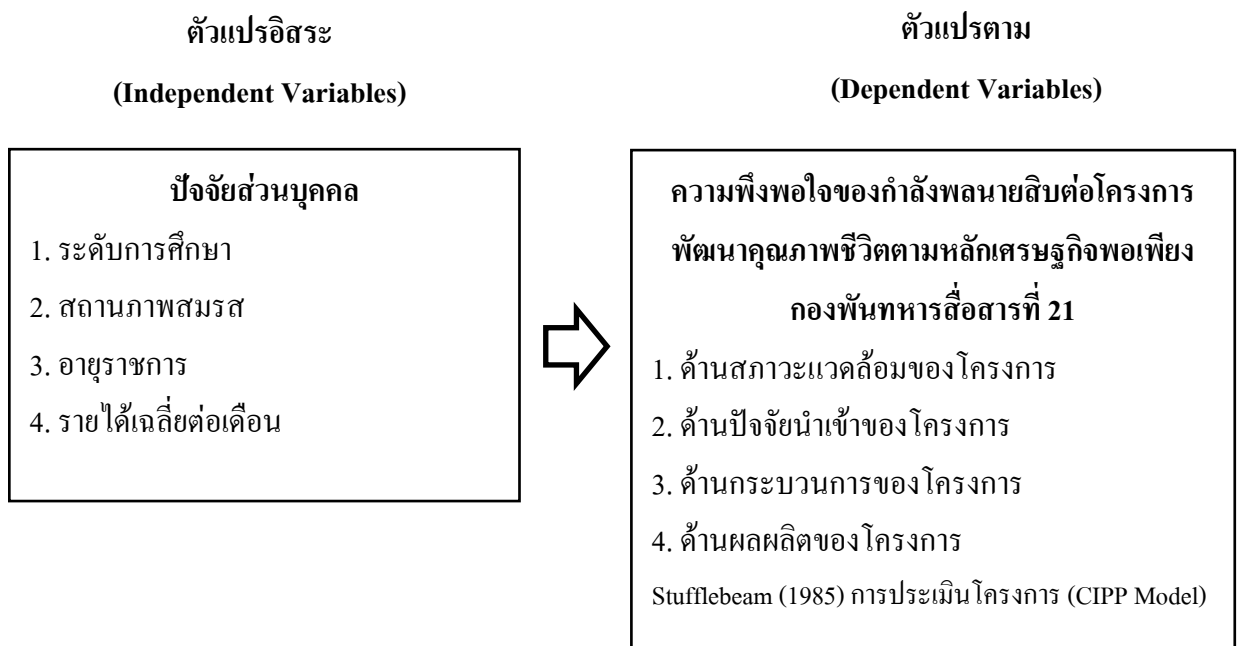 ตัวแปรอิสระ
(Independent Variables)
ปัจจัยส่วนบุคคล
1. ระดับการศึกษา
2. สถานภาพสมรส
3. อายุราชการ
4. รายได้เฉลี่ยต่อเดือน
ตัวแปรตาม
(Dependent Variables)
ความพึงพอใจของกำลังพลนายสิบต่อโครงการ
พัฒนาคุณภาพชีวิตตามหลักเศรษฐกิจพอเพียง
กองพันทหารสื่อสารที่ 21
1. ด้านสภาวะแวดล้อมของโครงการ
2. ด้านปัจจัยนำเข้าของโครงการ
3. ด้านกระบวนการของโครงการ
4. ด้านผลผลิตของโครงการ
Stufflebeam (1985) การประเมินโครงการ (CIPP Model)